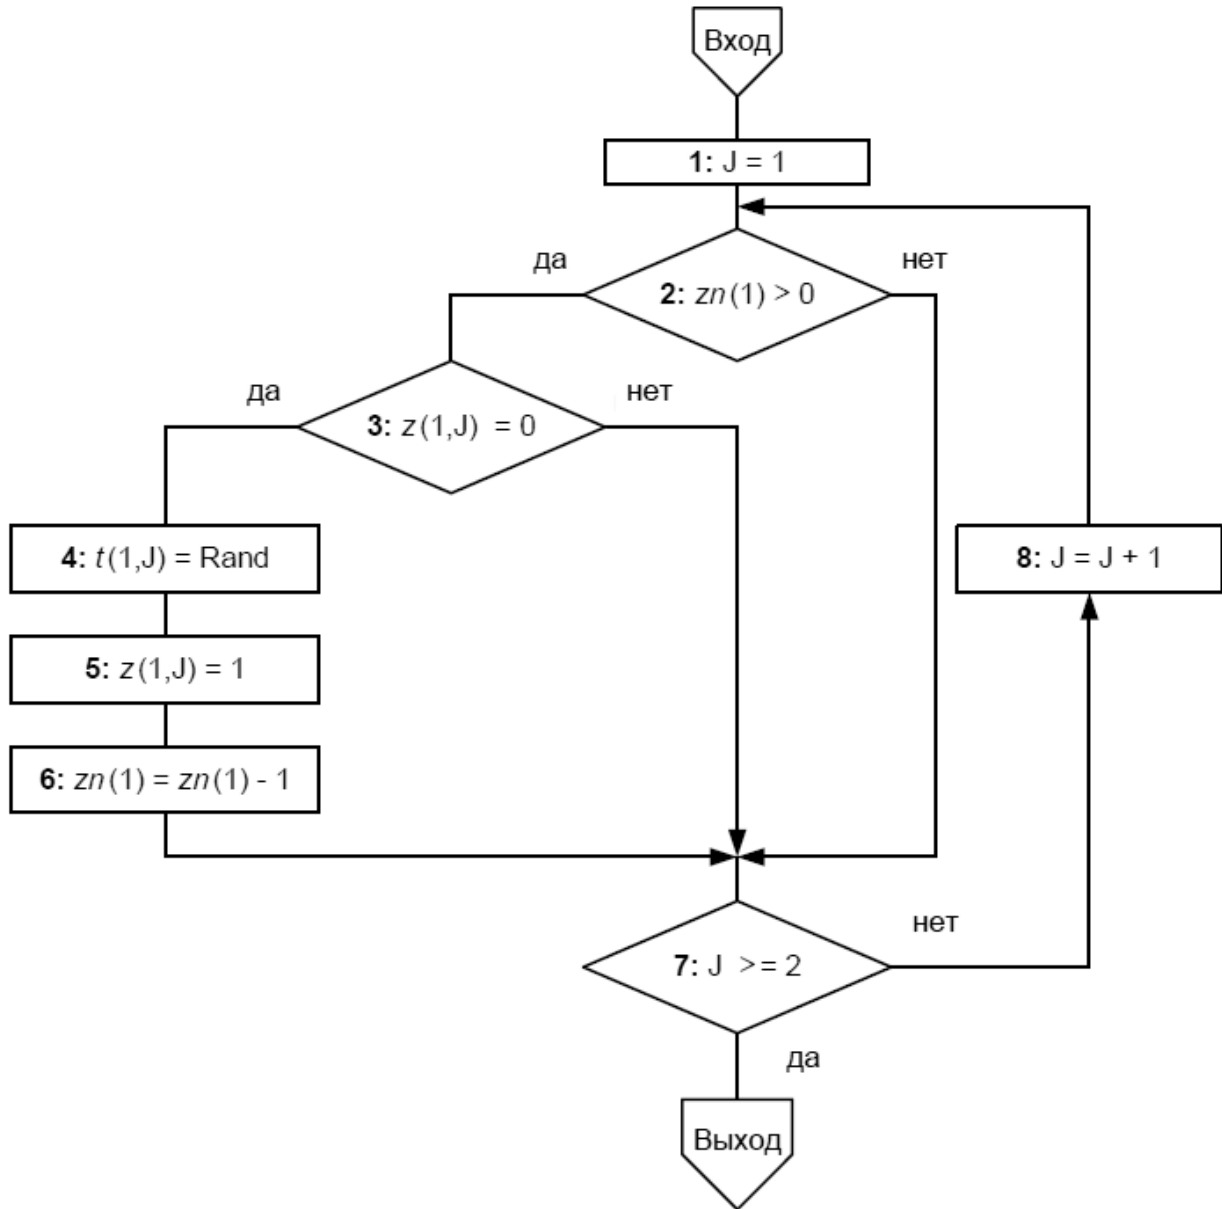 Вход
1: J = 1
да
нет
2: zn(1) > 0
да
нет
3: z(1,J) = 0
4: t(1,J) = Rand
8: J = J + 1
5: z(1,J) = 1
6: zn(1) = zn(1) - 1
нет
7: J >= 2
да
Выход